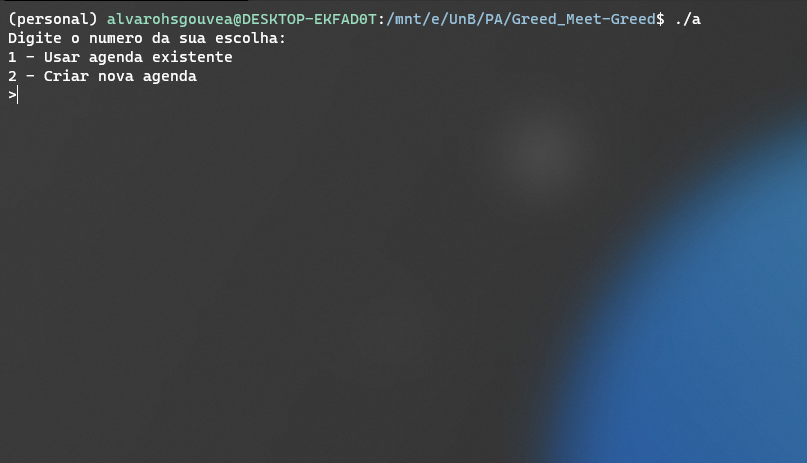 (personal) alvarohsgouvea@DESKTOP-EKFAD0T:/mnt/e/UnB/PA/Greed_Meet-Greed$ ./a
Digite o numero da sua escolha:
1 - Usar agenda existente
2 - Criar nova agenda
>